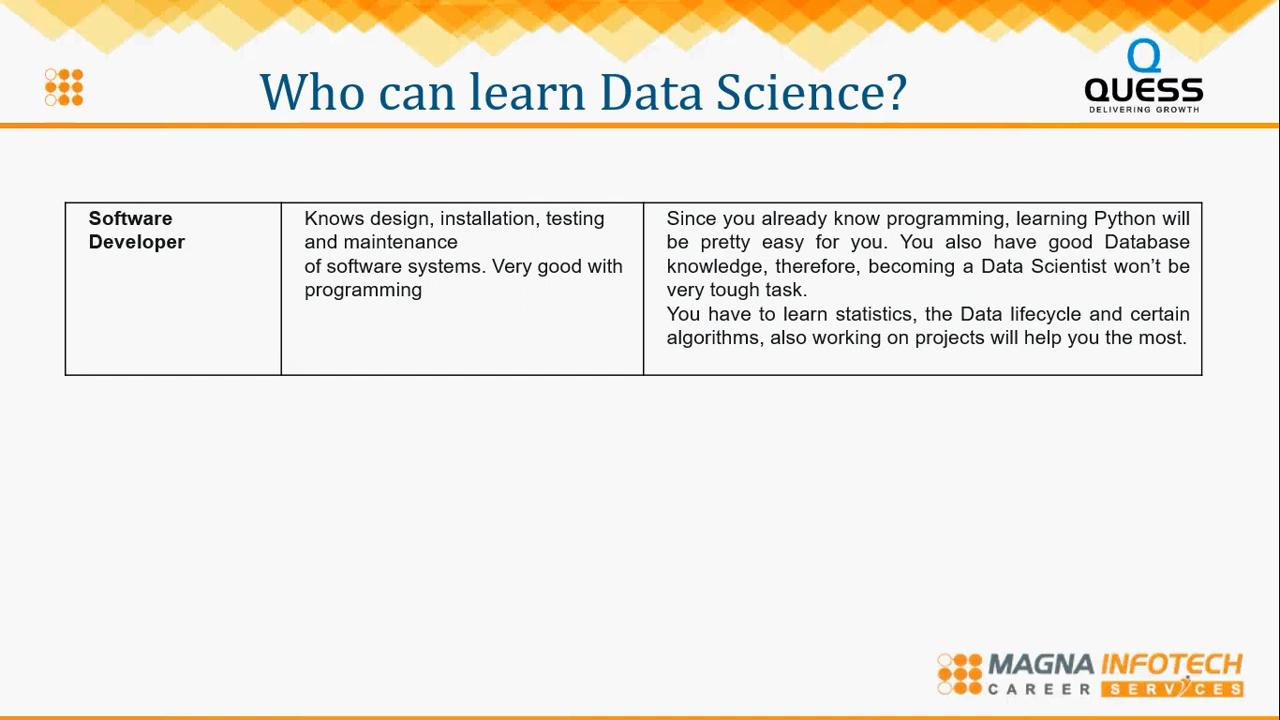 Who can learn Data Science?
Q
QUESS
DELIVERING GROWTH
Software
Developer
Knows design, installation, testing
and maintenance
of software systems. Very good with
programming
Since you already know programming, learning Python will
be pretty easy for you. You also have good Database
knowledge, therefore, becoming a Data Scientist won’t be
very tough task.
You have to learn statistics, the Data lifecycle and certain
algorithms, also working on projects will help you the most.
MAGNA INFOTECH
CAREER SERVICES